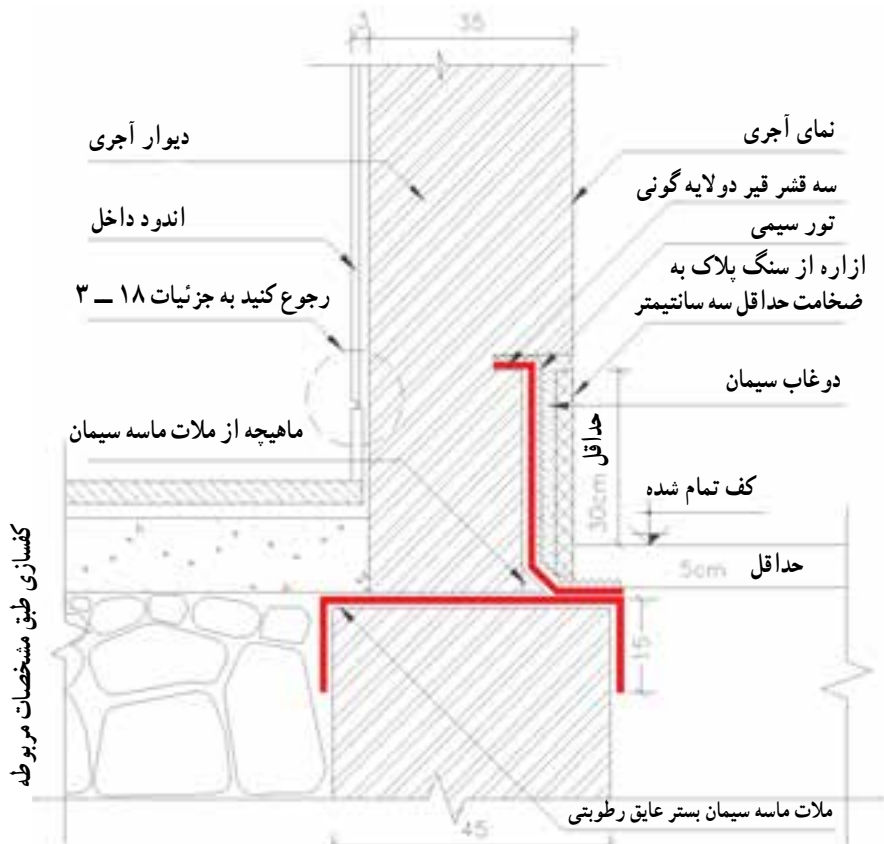 3
35
نمای آجری
سه قشر قیر دولایه گونی
تور سیمی
ازاره از سنگ پلاک به
ضخامت حداقل سه سانتیمتر
دوغاب سیمان
حداقل
30cm
کف تمام شده
حداقل
5cm
15
دیوار آجری
اندود داخل
رجوع کنید به جزئیات ۱۸ ــ ۳
ماهیچه از ملات ماسه سیمان
کفسازی طبق مشخصات مربوطه
ملات ماسه سیمان بستر عایق رطوبتی
45